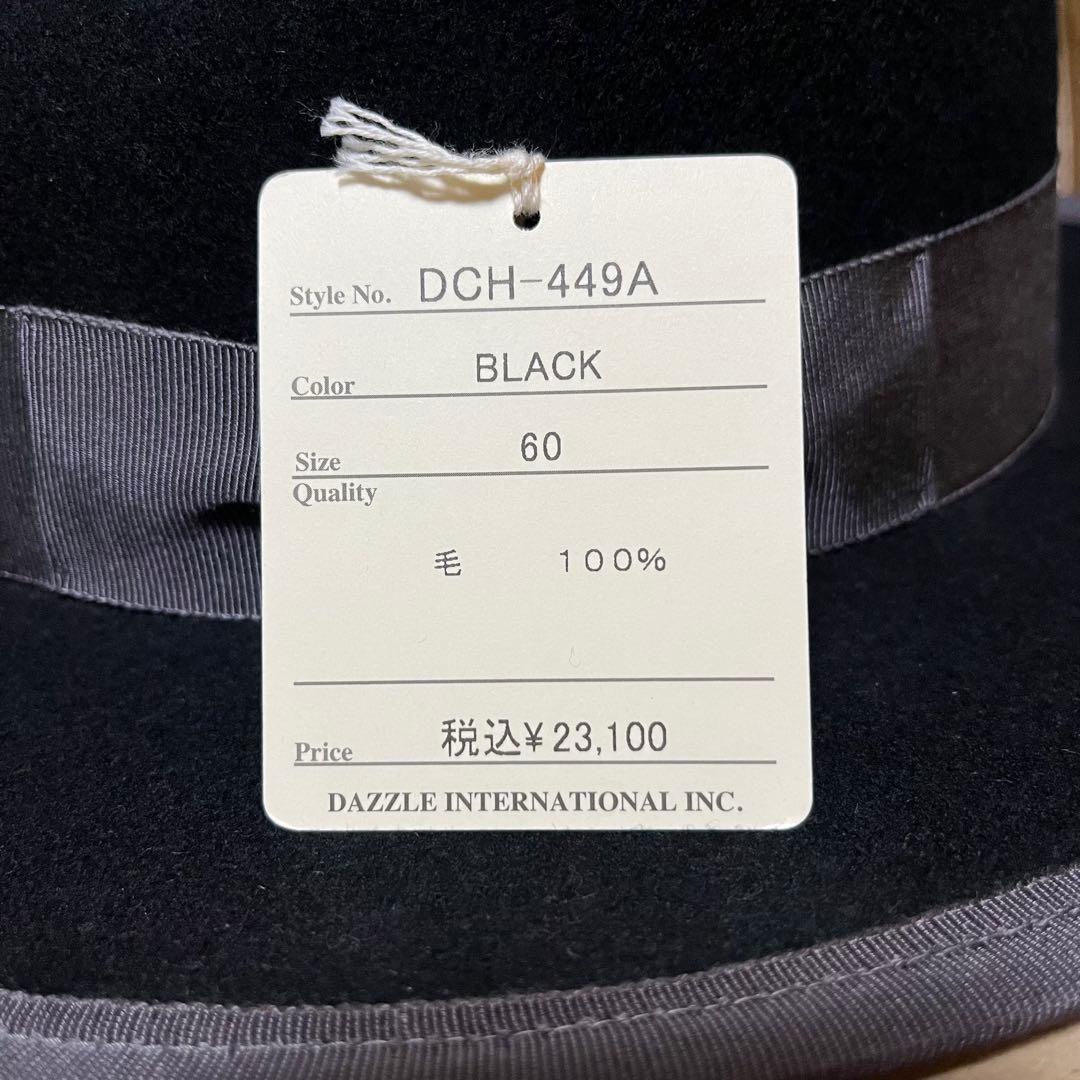 Style No. DCH-449A
Color BLACK
Size 60
Quality
毛 100%
Price 税込¥23,100
DAZZLE INTERNATIONAL INC.